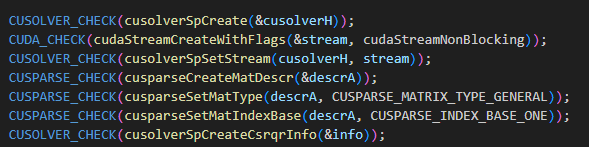 CUSOLVER_CHECK(cusolverSpCreate(&cusolverH));
CUDA_CHECK(cudaStreamCreateWithFlags(&stream, cudaStreamNonBlocking));
CUSOLVER_CHECK(cusolverSpSetStream(cusolverH, stream));
CUSPARSE_CHECK(cusparseCreateMatDescr(&descrA));
CUSPARSE_CHECK(cusparseSetMatType(descrA, CUSPARSE_MATRIX_TYPE_GENERAL));
CUSPARSE_CHECK(cusparseSetMatIndexBase(descrA, CUSPARSE_INDEX_BASE_ONE));
CUSOLVER_CHECK(cusolverSpCreateCsrqrInfo(&info));